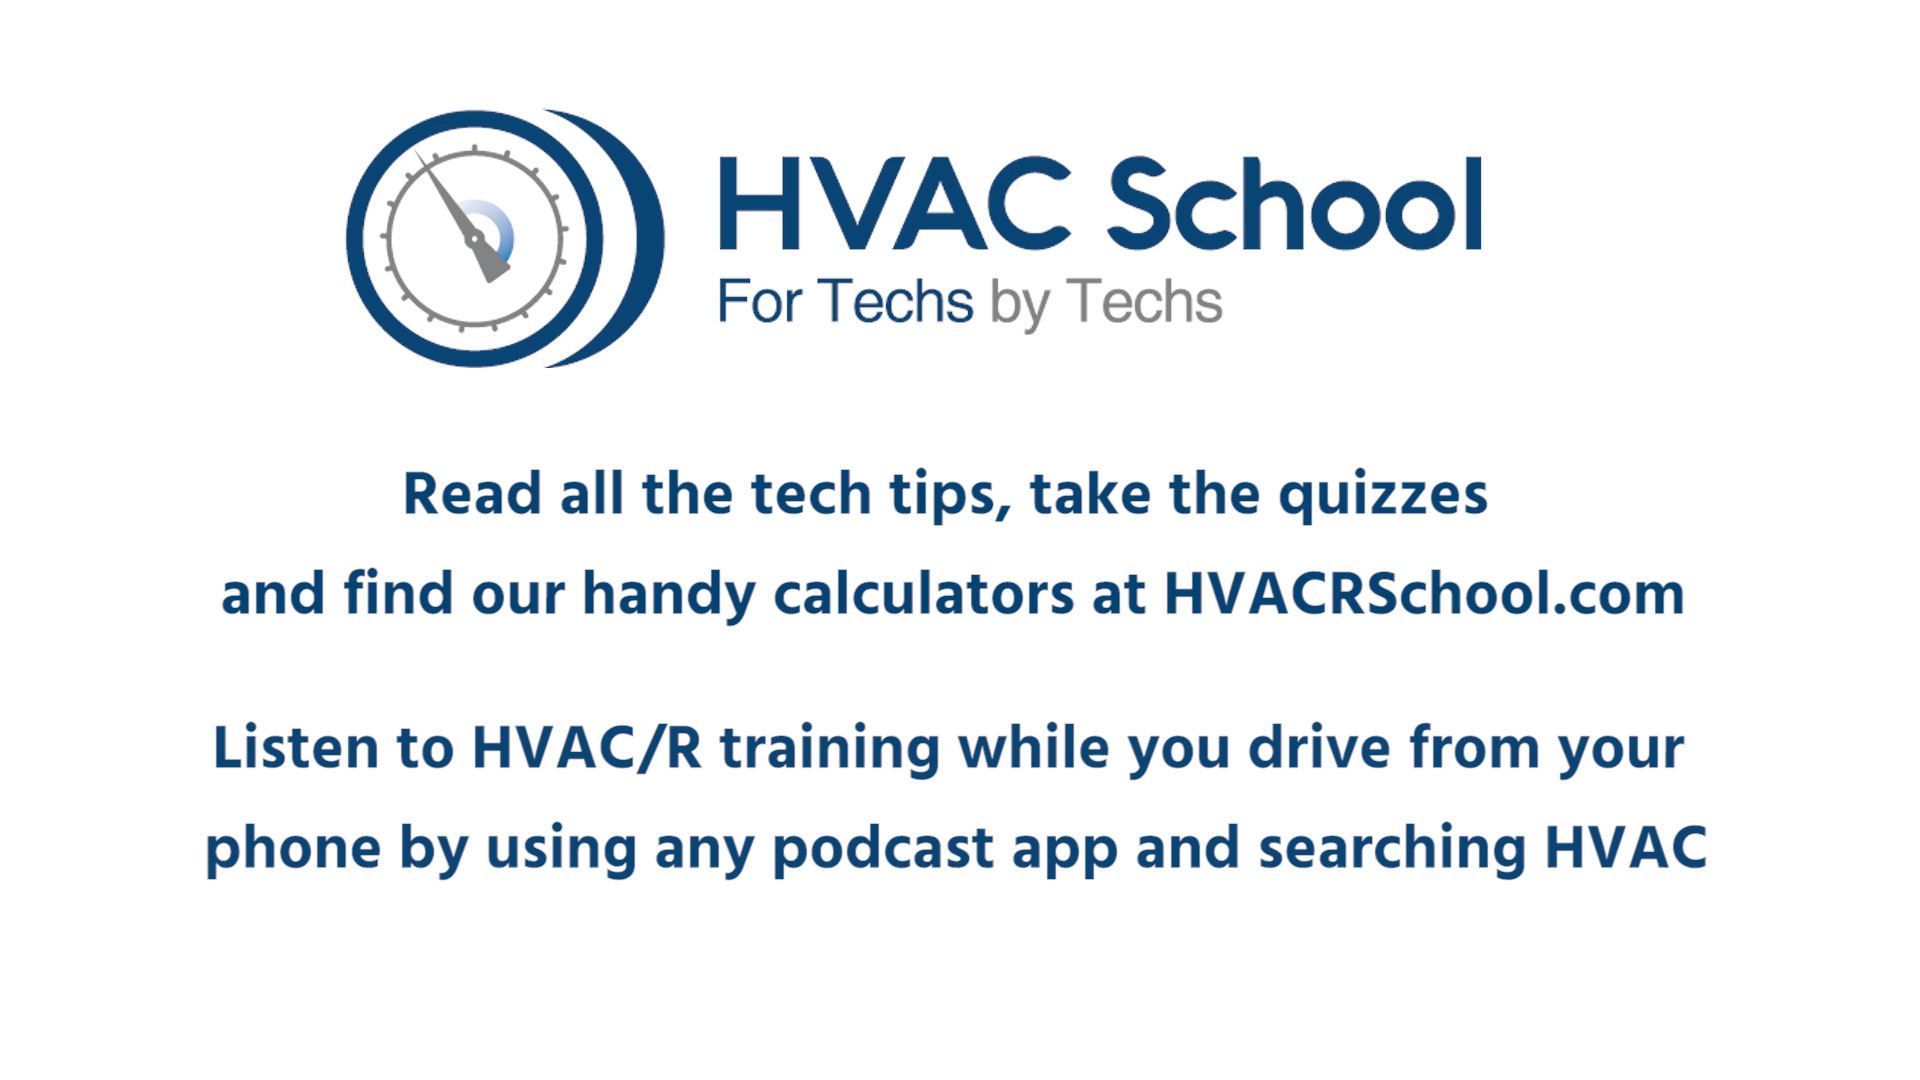 HVAC School
For Techs by Techs
Read all the tech tips, take the quizzes
and find our handy calculators at HVACRSchool.com
Listen to HVAC/R training while you drive from your
phone by using any podcast app and searching HVAC